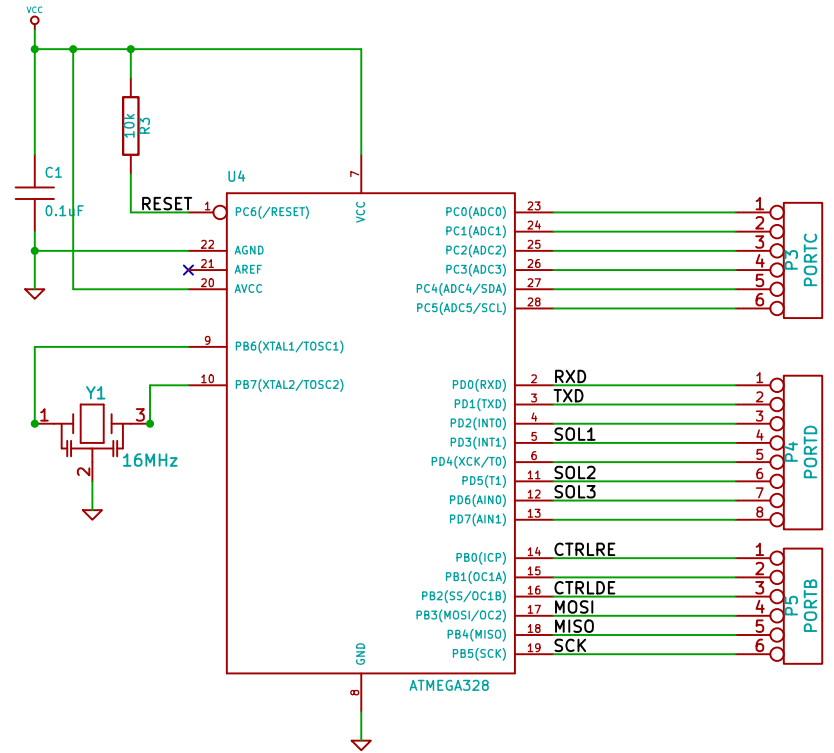 VCC
10k
R3
C1
0.1uF
U4
7
VCC
RESET 1 PC6(/RESET)
22 AGND
21 AREF
20 AVCC
9 PB6(XTAL1/TOSC1)
10 PB7(XTAL2/TOSC2)
Y1
1 3
2
16MHz
PC0(ADC0) 23 1
PC1(ADC1) 24 2
PC2(ADC2) 25 3
PC3(ADC3) 26 4
PC4(ADC4/SDA) 27 5
PC5(ADC5/SCL) 28 6
P3
PORTC
PD0(RXD) 2 RXD 1
PD1(TXD) 3 TXD 2
PD2(INT0) 4 3
PD3(INT1) 5 SOL1 4
PD4(XCK/T0) 6 5
PD5(T1) 11 SOL2 6
PD6(AIN0) 12 SOL3 7
PD7(AIN1) 13 8
P4
PORTD
PB0(ICP) 14 CTRLRE 1
PB1(OC1A) 15 2
PB2(SS/OC1B) 16 CTRLDE 3
PB3(MOSI/OC2) 17 MOSI 4
PB4(MISO) 18 MISO 5
PB5(SCK) 19 SCK 6
P5
PORTB
GND
8
ATMEGA328